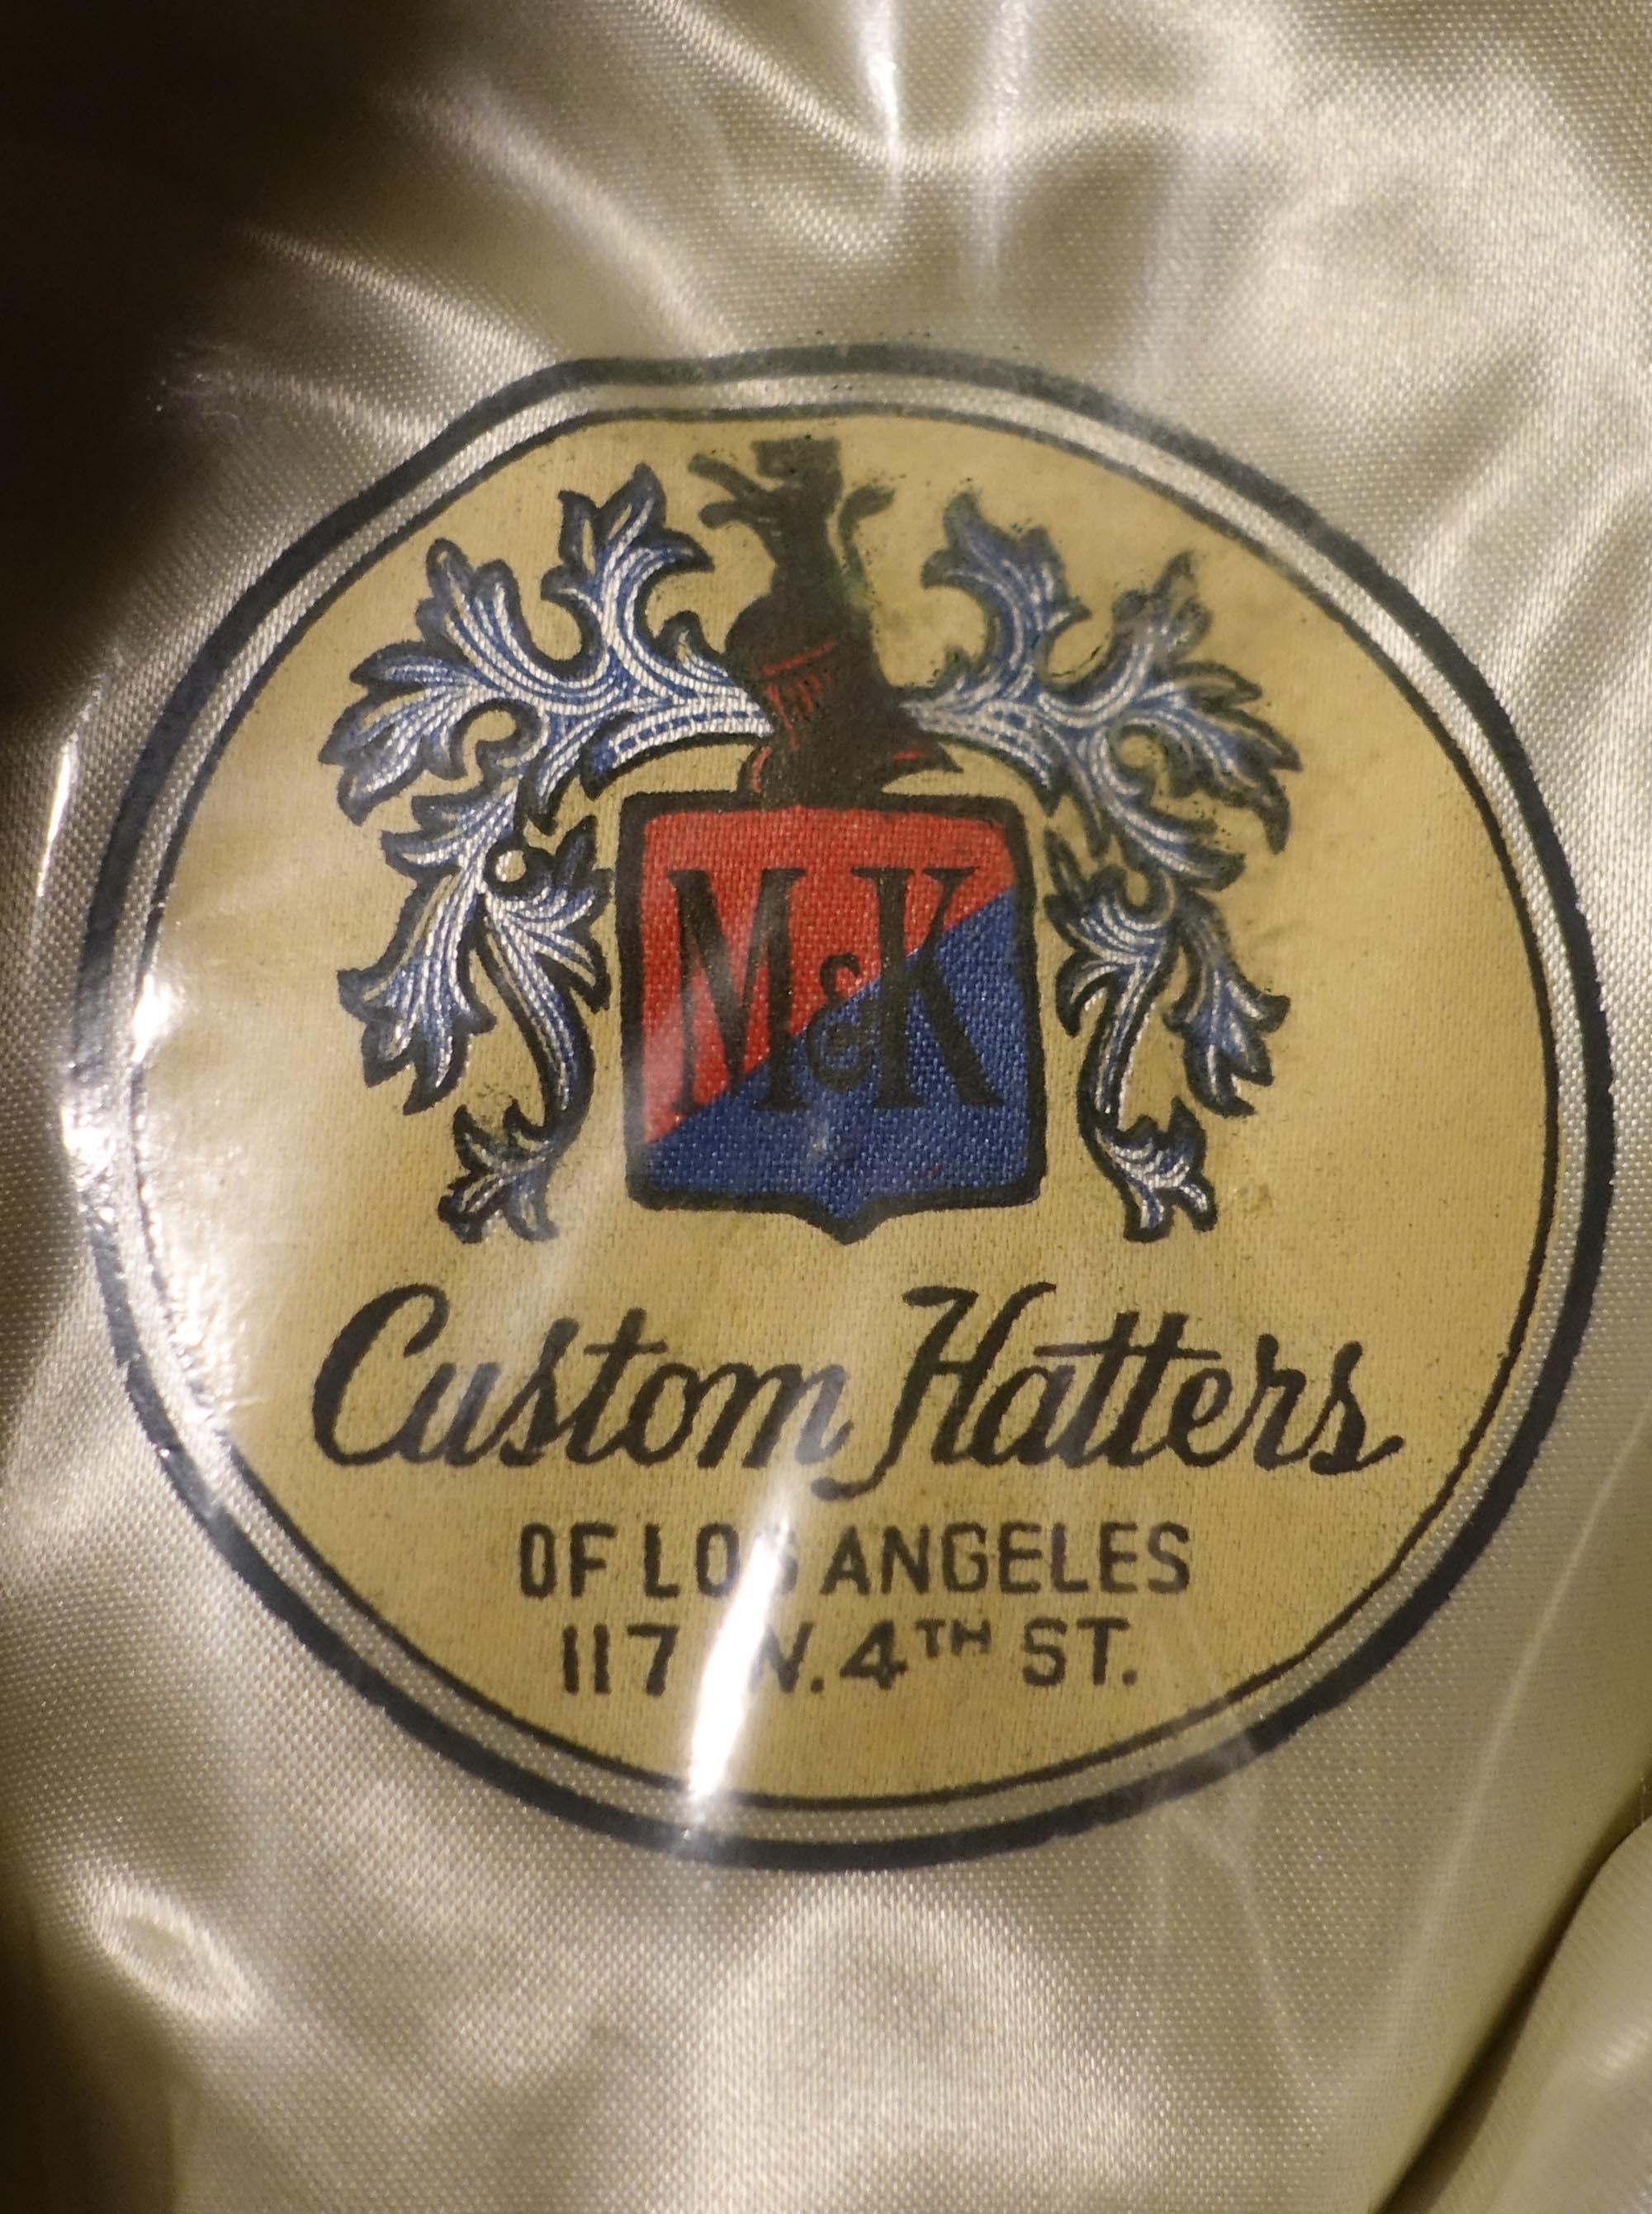 M&K
Custom Hatters
OF LOS ANGELES
117 N. 4TH ST.